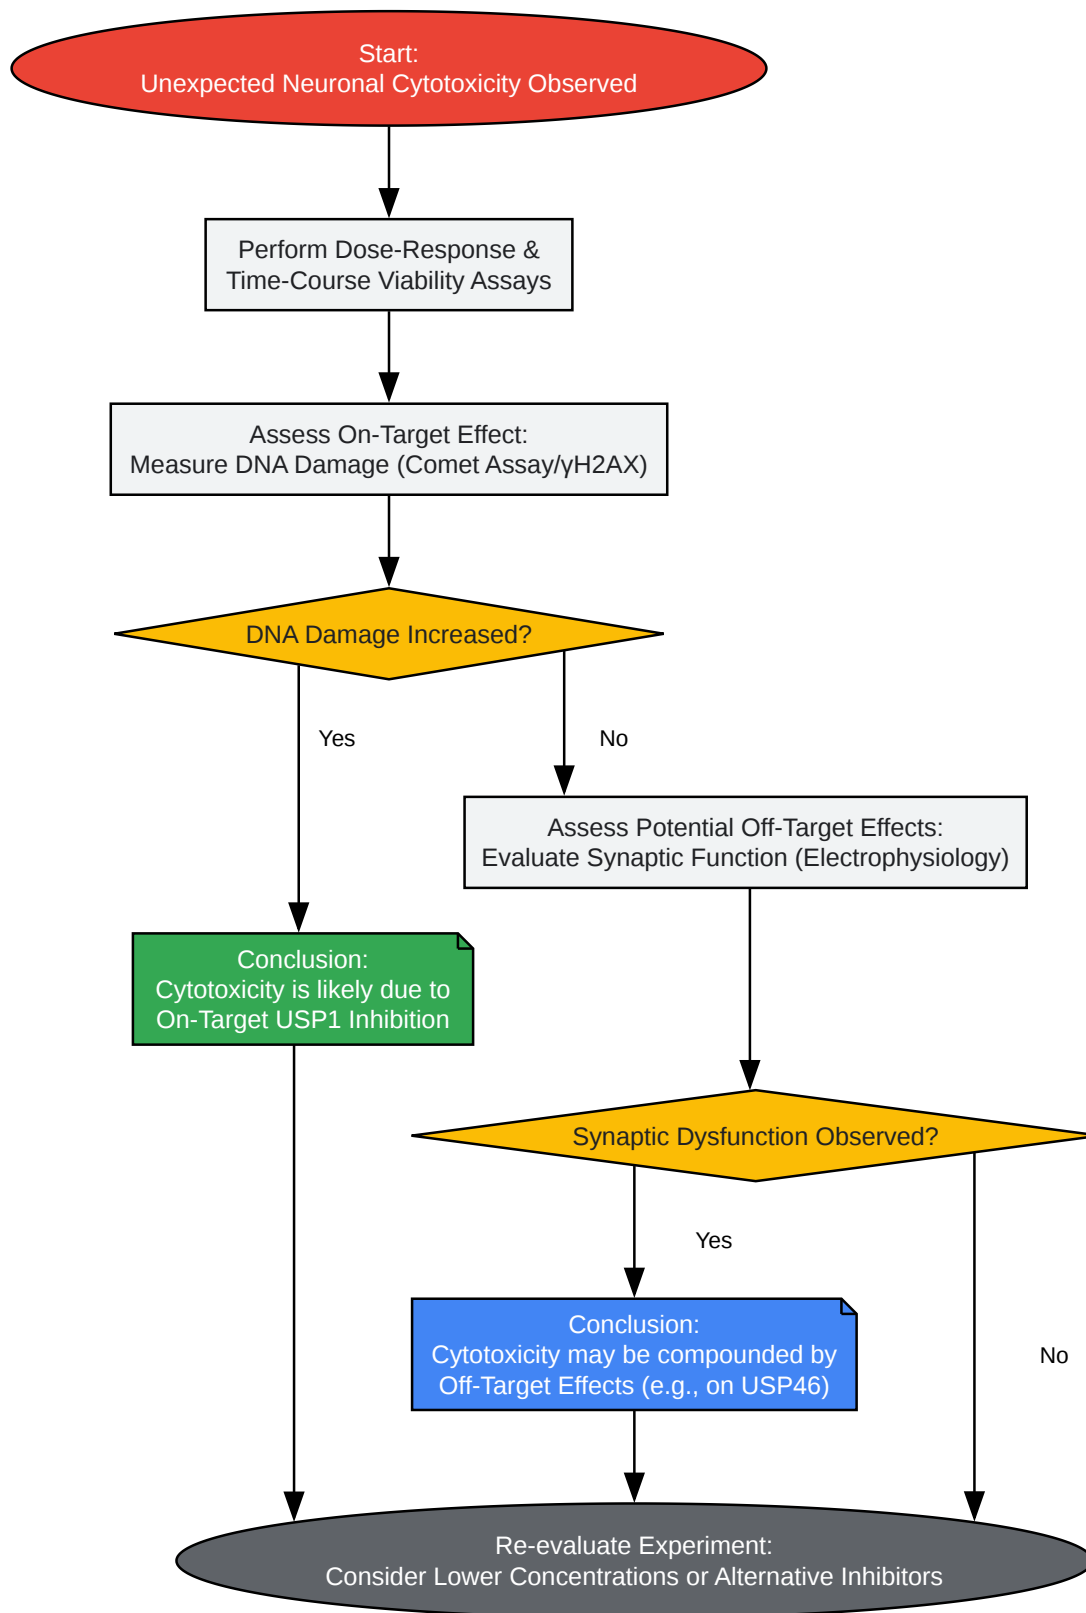 Start:
Unexpected Neuronal Cytotoxicity Observed
Perform Dose-Response &
Time-Course Viability Assays
Assess On-Target Effect:
Measure DNA Damage (Comet Assay/γH2AX)
DNA Damage Increased?
Yes
No
Assess Potential Off-Target Effects:
Evaluate Synaptic Function (Electrophysiology)
Conclusion:
Cytotoxicity is likely due to
On-Target USP1 Inhibition
Synaptic Dysfunction Observed?
Yes
No
Conclusion:
Cytotoxicity may be compounded by
Off-Target Effects (e.g., on USP46)
Re-evaluate Experiment:
Consider Lower Concentrations or Alternative Inhibitors